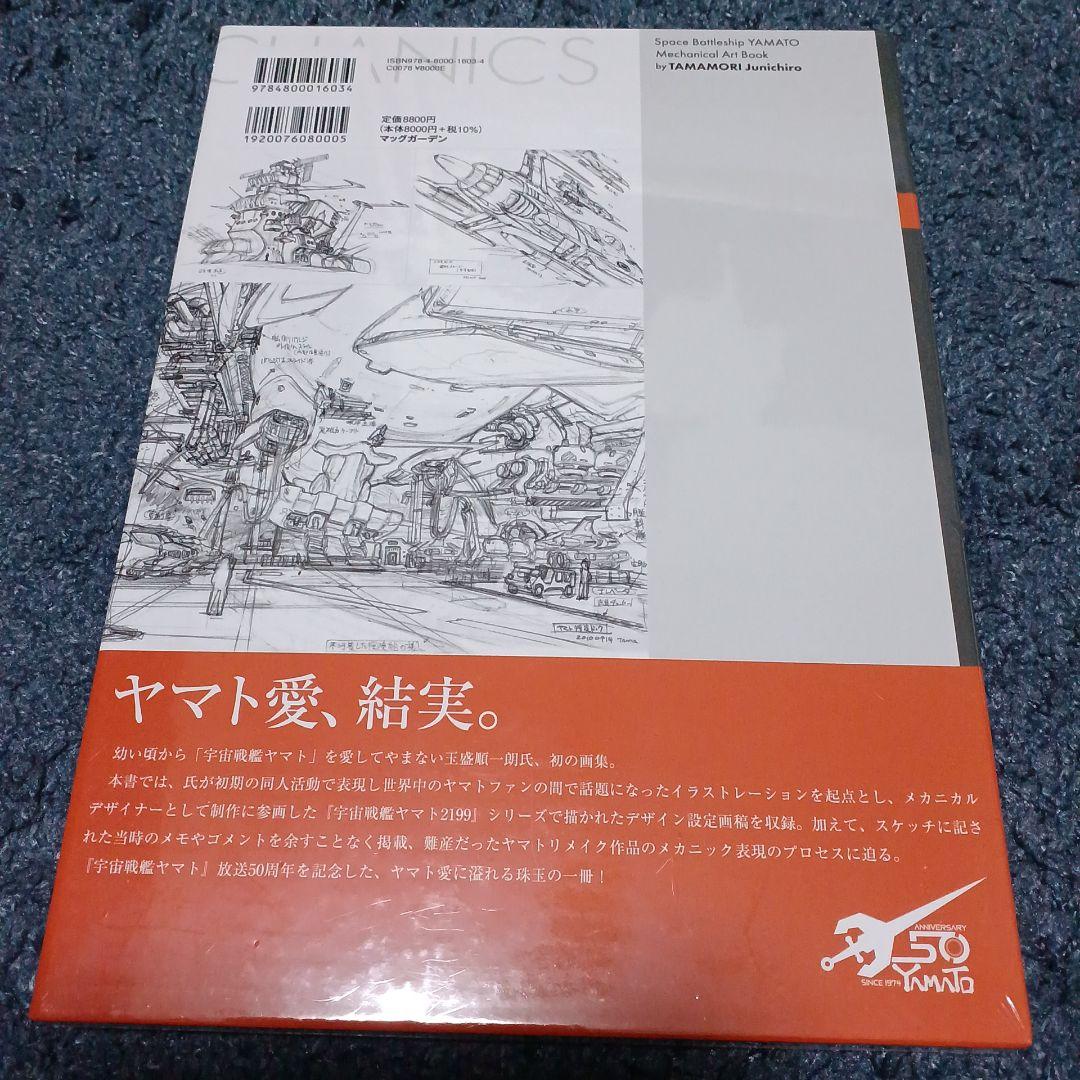 CHANICS
Space Battleship YAMATO
Mechanical Art Book
by TAMAMORI Junichiro
ISBN978-4-8000-1603-4
C0076 ¥8000E
9784800016034
1920076080005
定価8800円
(本体8000円+税10%)
マッグガーデン
2010 09 14 Tama
ヤマト愛、結実。
幼い頃から「宇宙戦艦ヤマト」を愛してやまない玉盛順一朗氏、初の画集。
本書では、氏が初期の同人活動で表現し世界中のヤマトファンの間で話題になったイラストレーションを起点とし、メカニカル
デザイナーとして制作に参画した『宇宙戦艦ヤマト2199』シリーズで描かれたデザイン設定画稿を収録。加えて、スケッチに記さ
れた当時のメモやコメントを余すことなく掲載、難産だったヤマトリメイク作品のメカニック表現のプロセスに迫る。
『宇宙戦艦ヤマト』放送50周年を記念した、ヤマト愛に溢れる珠玉の一冊！
ANNIVERSARY
50
SINCE 1974
YAMATO